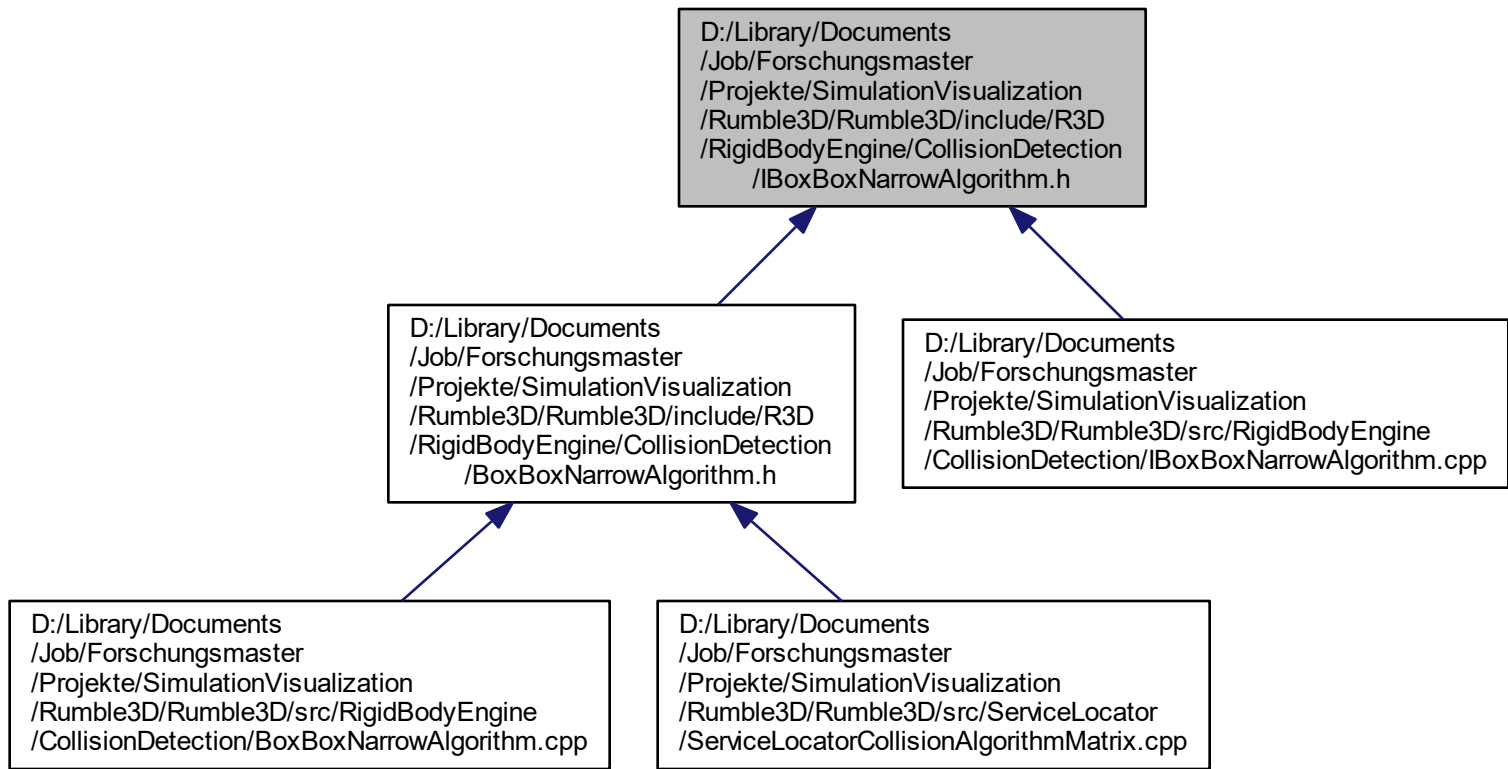 D:/Library/Documents
/Job/Forschungsmaster
/Projekte/SimulationVisualization
/Rumble3D/Rumble3D/include/R3D
/RigidBodyEngine/CollisionDetection
/IBoxBoxNarrowAlgorithm.h
D:/Library/Documents
/Job/Forschungsmaster
/Projekte/SimulationVisualization
/Rumble3D/Rumble3D/include/R3D
/RigidBodyEngine/CollisionDetection
/BoxBoxNarrowAlgorithm.h
D:/Library/Documents
/Job/Forschungsmaster
/Projekte/SimulationVisualization
/Rumble3D/Rumble3D/src/RigidBodyEngine
/CollisionDetection/IBoxBoxNarrowAlgorithm.cpp
D:/Library/Documents
/Job/Forschungsmaster
/Projekte/SimulationVisualization
/Rumble3D/Rumble3D/src/RigidBodyEngine
/CollisionDetection/BoxBoxNarrowAlgorithm.cpp
D:/Library/Documents
/Job/Forschungsmaster
/Projekte/SimulationVisualization
/Rumble3D/Rumble3D/src/ServiceLocator
/ServiceLocatorCollisionAlgorithmMatrix.cpp